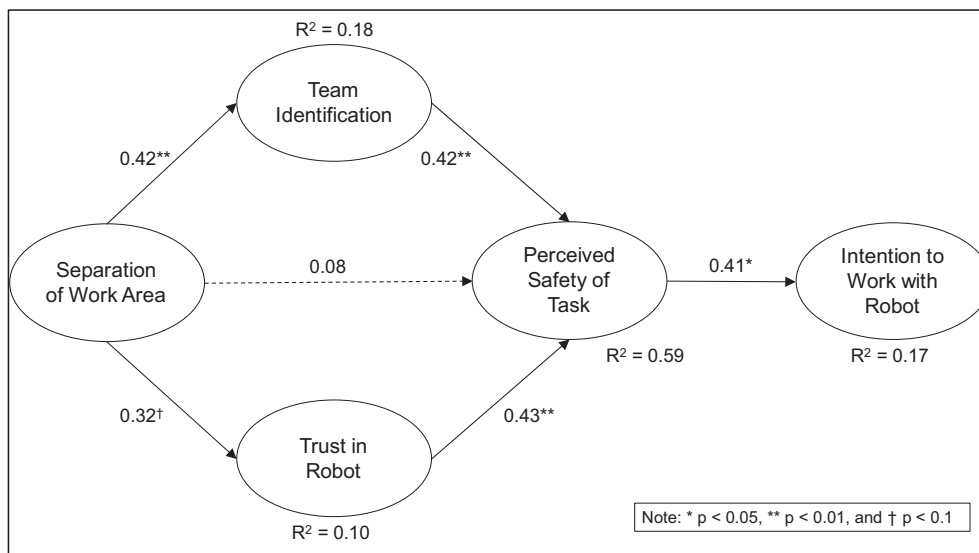 R² = 0.18
Team
Identification
0.42**
0.42**
Separation
of Work Area
0.08
Perceived
Safety of
Task
0.41*
Intention to
Work with
Robot
R² = 0.59
R² = 0.17
0.32†
0.43**
Trust in
Robot
R² = 0.10
Note: * p < 0.05, ** p < 0.01, and † p < 0.1